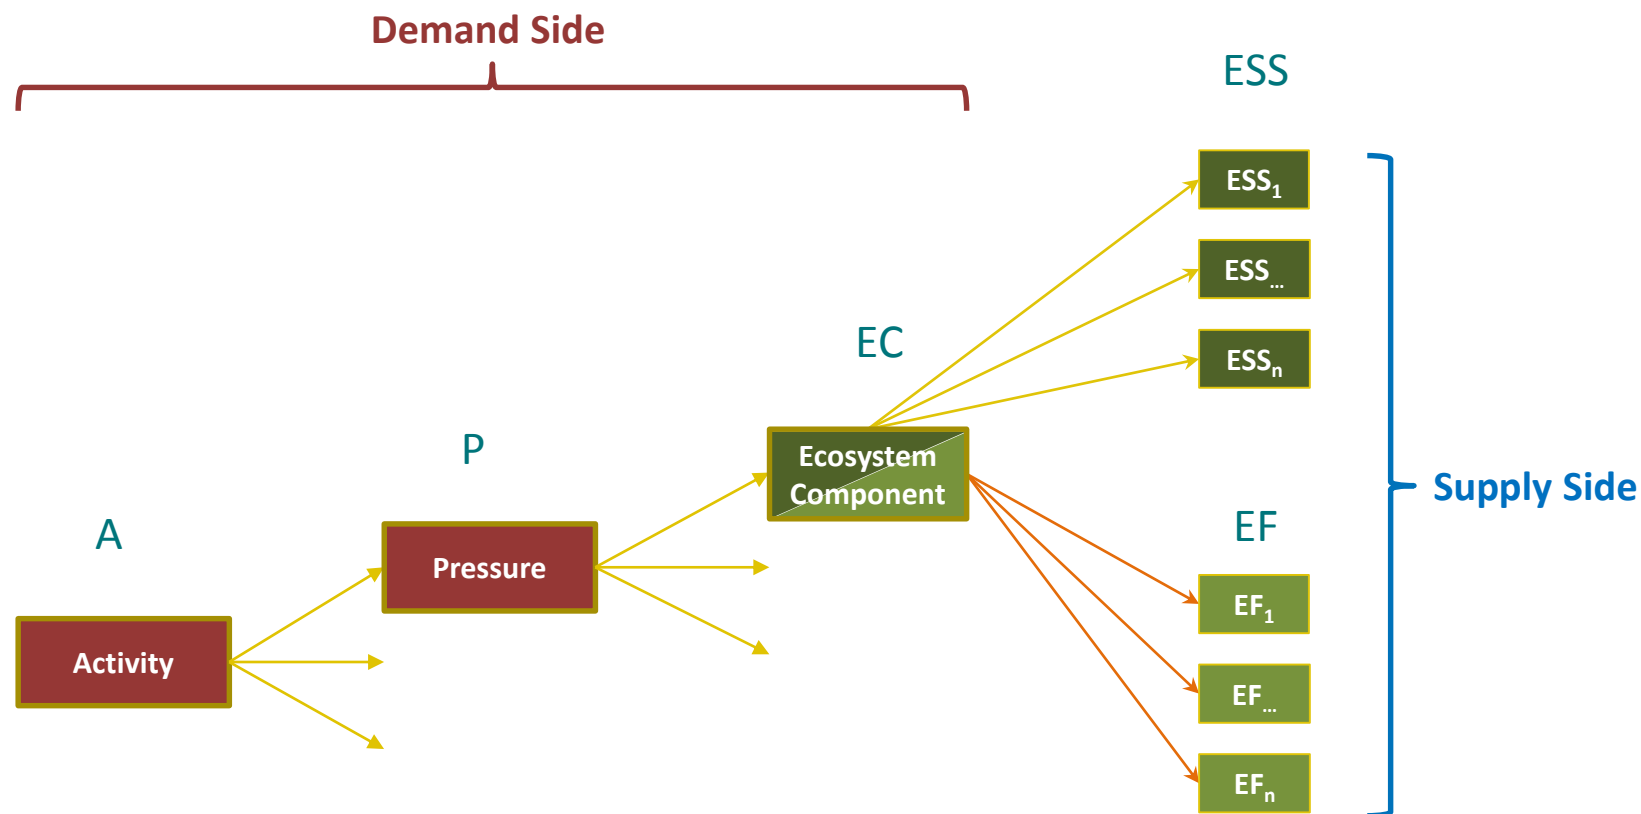 Demand Side
ESS
ESS1
ESS...
EC
ESSn
P
Ecosystem
Component
Supply Side
A
EF
Pressure
EF1
Activity
EF...
EFn